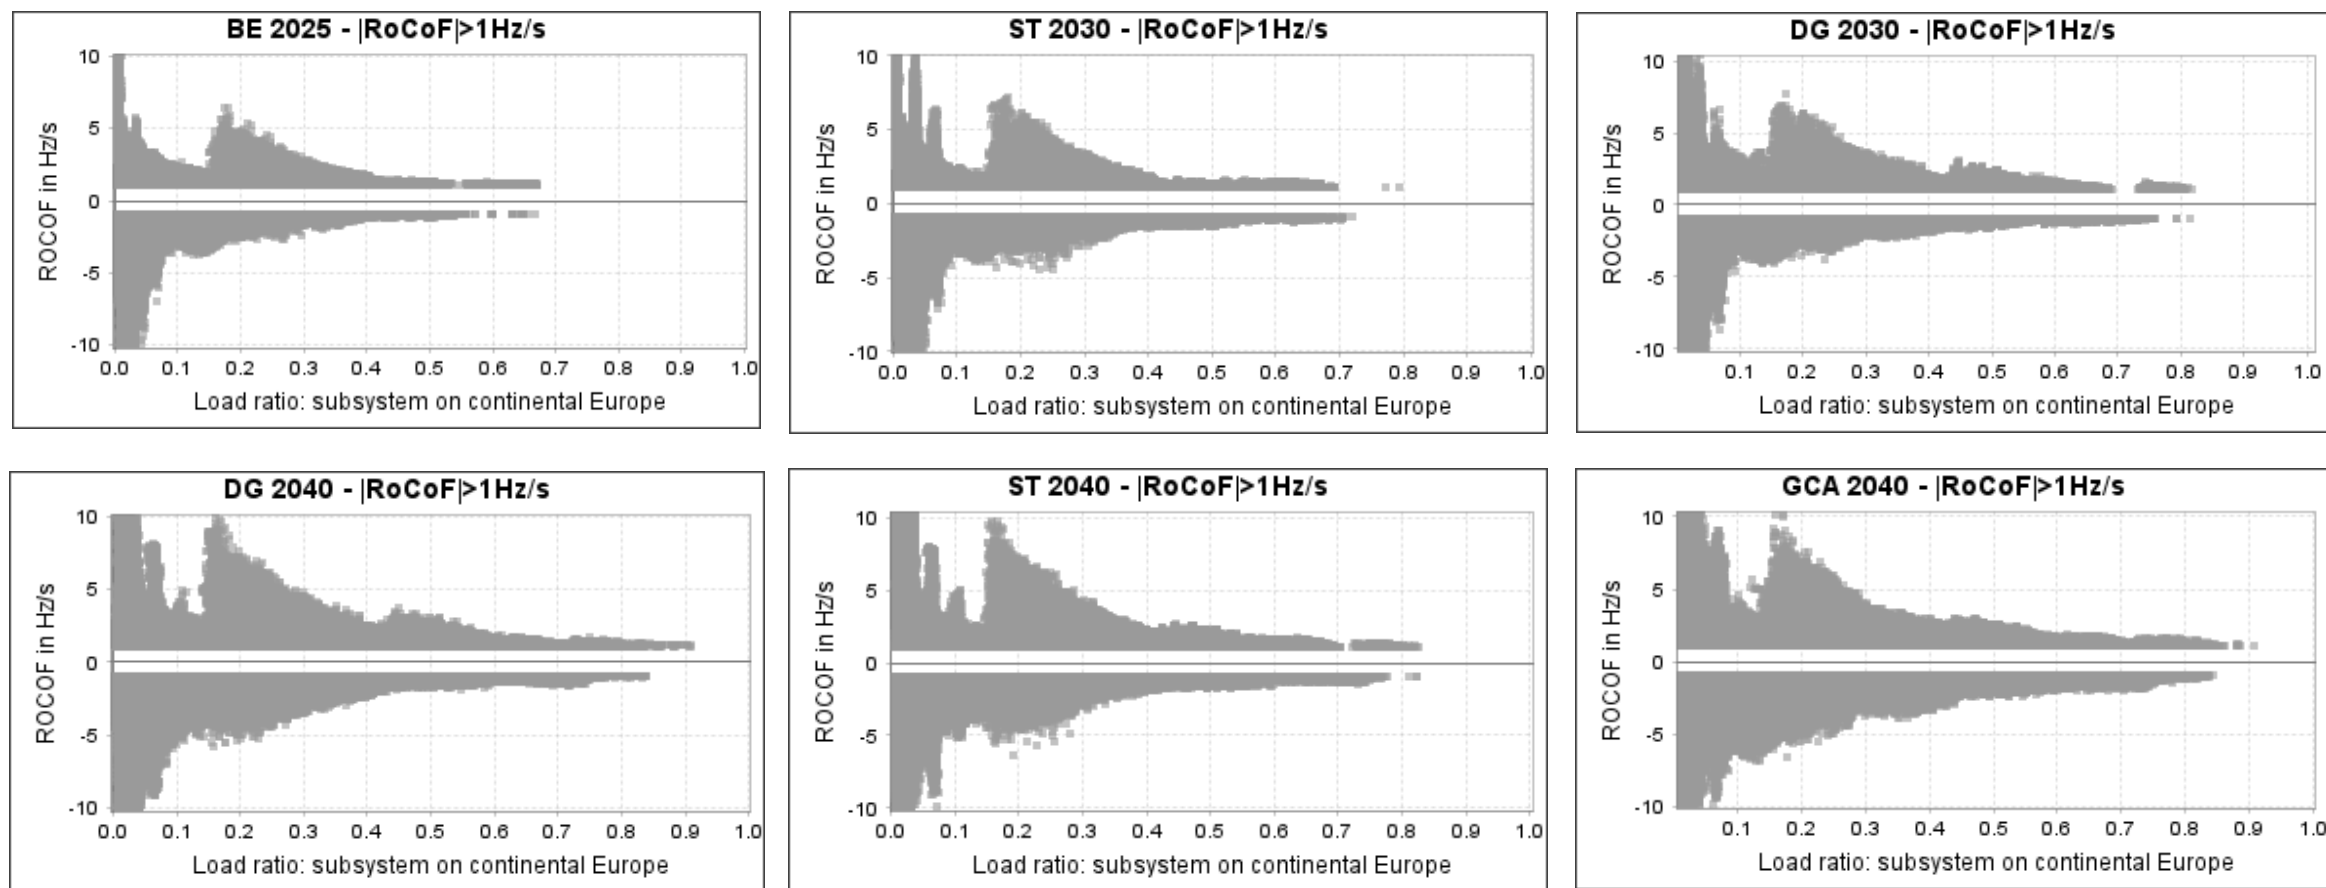 BE 2025 - |RoCoF|>1Hz/s
10
5
0
-5
-10
ROCOF in Hz/s
0.0 0.1 0.2 0.3 0.4 0.5 0.6 0.7 0.8 0.9 1.0
Load ratio: subsystem on continental Europe
ST 2030 - |RoCoF|>1Hz/s
10
5
0
-5
-10
ROCOF in Hz/s
0.0 0.1 0.2 0.3 0.4 0.5 0.6 0.7 0.8 0.9 1.0
Load ratio: subsystem on continental Europe
DG 2030 - |RoCoF|>1Hz/s
10
5
0
-5
-10
ROCOF in Hz/s
0.1 0.2 0.3 0.4 0.5 0.6 0.7 0.8 0.9 1.0
Load ratio: subsystem on continental Europe
DG 2040 - |RoCoF|>1Hz/s
10
5
0
-5
-10
ROCOF in Hz/s
0.0 0.1 0.2 0.3 0.4 0.5 0.6 0.7 0.8 0.9 1.0
Load ratio: subsystem on continental Europe
ST 2040 - |RoCoF|>1Hz/s
10
5
0
-5
-10
ROCOF in Hz/s
0.0 0.1 0.2 0.3 0.4 0.5 0.6 0.7 0.8 0.9 1.0
Load ratio: subsystem on continental Europe
GCA 2040 - |RoCoF|>1Hz/s
10
5
0
-5
-10
ROCOF in Hz/s
0.1 0.2 0.3 0.4 0.5 0.6 0.7 0.8 0.9 1.0
Load ratio: subsystem on continental Europe